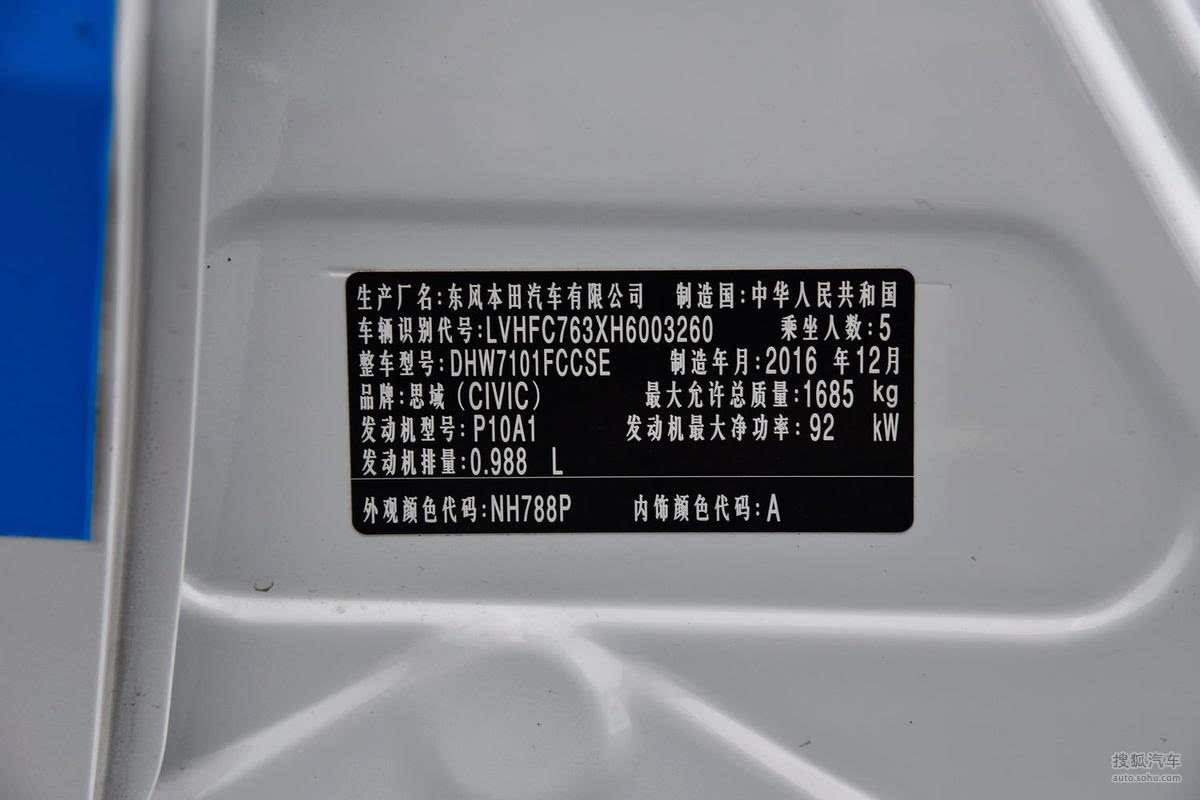 生产厂名:东风本田汽车有限公司 制造国:中华人民共和国
车辆识别代号:LVHFC763XH6003260 乘坐人数:5
整车型号:DHW7101FCCSE 制造年月:2016 年12月
品牌:思域(CIVIC) 最大允许总质量:1685 kg
发动机型号:P10A1 发动机最大净功率:92 kW
发动机排量:0.988 L
外观颜色代码:NH788P 内饰颜色代码:A
搜狐汽车
auto.sohu.com